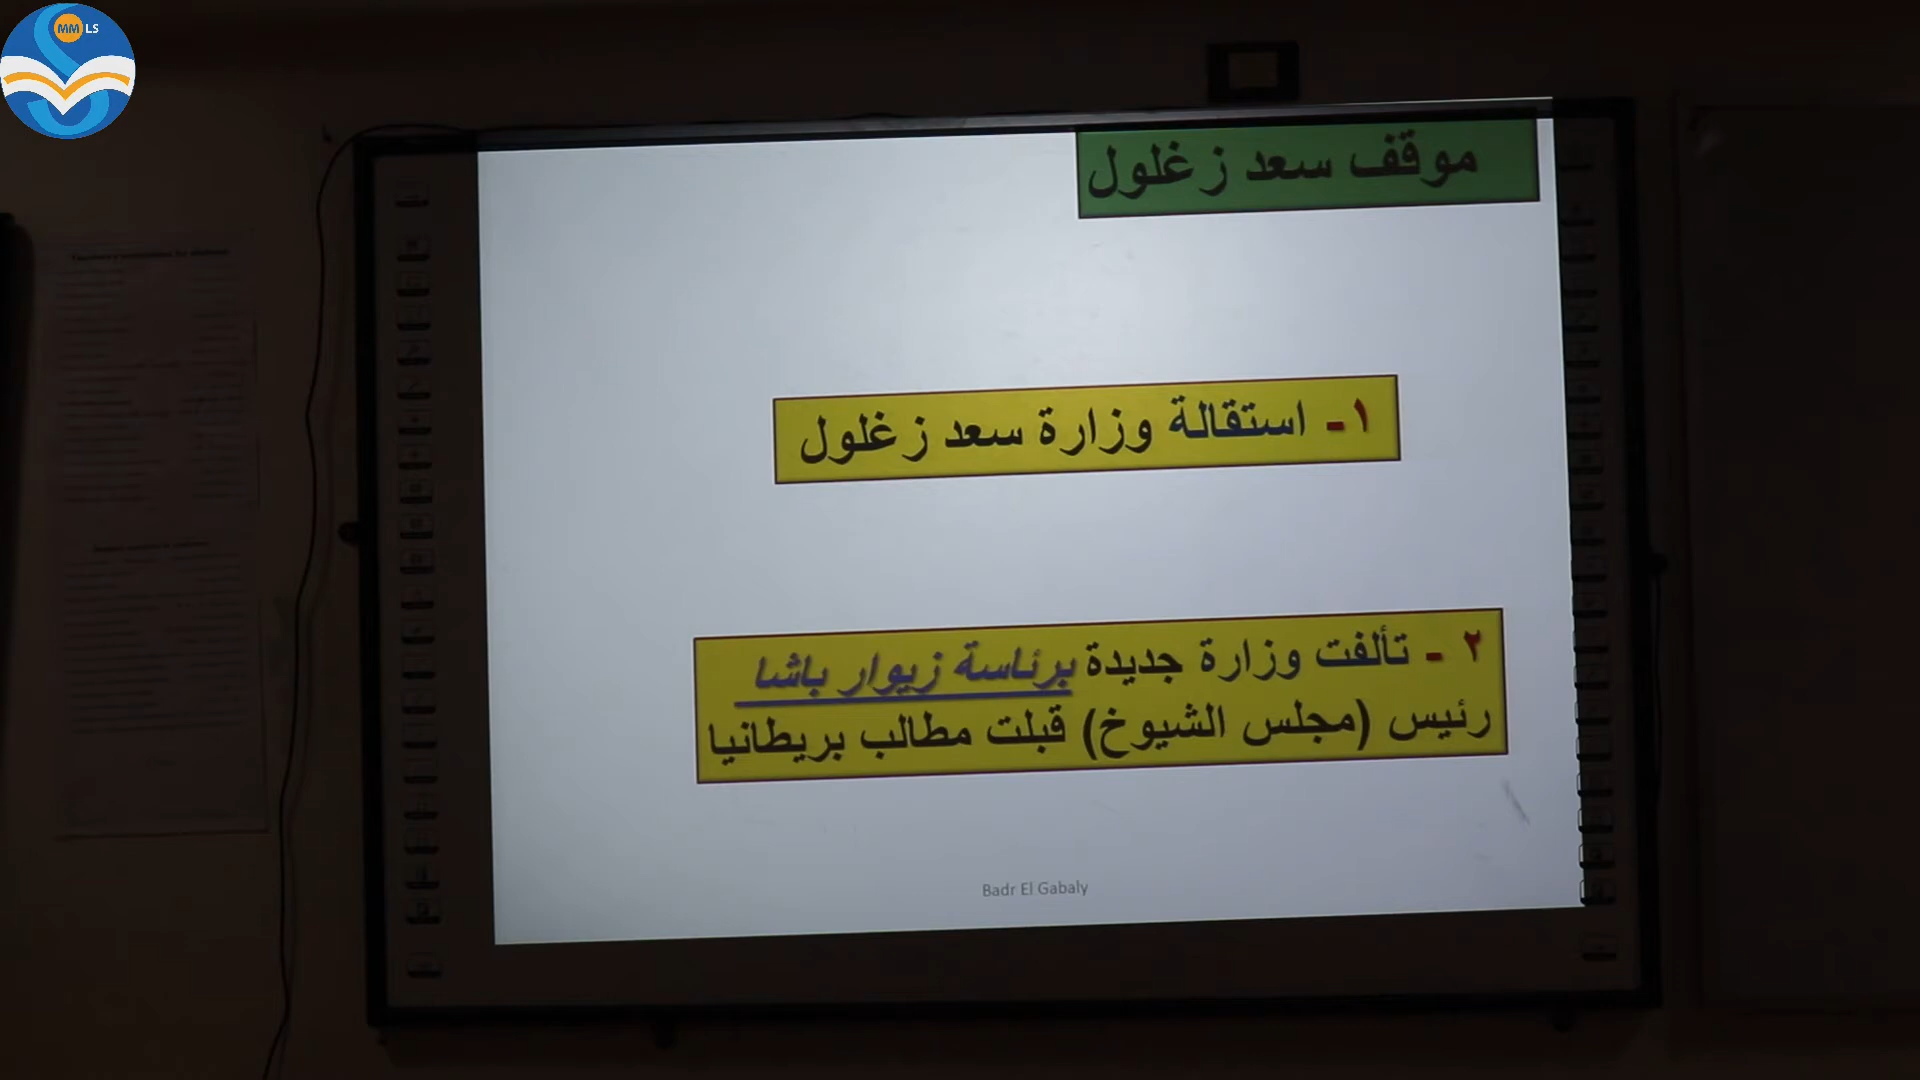 MM LS
موقف سعد زغلول
١- استقالة وزارة سعد زغلول
٢ - تألفت وزارة جديدة برئاسة زيوار باشا
رئيس (مجلس الشيوخ) قبلت مطالب بريطانيا
Badr El Gabaly